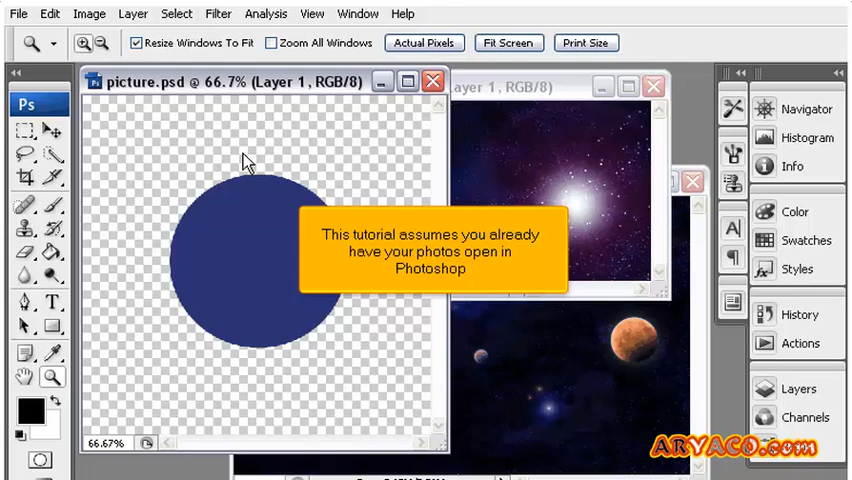 File Edit Image Layer Select Filter Analysis View Window Help
Resize Windows To Fit Zoom All Windows Actual Pixels Fit Screen Print Size
picture.psd @ 66.7% (Layer 1, RGB/8)
Layer 1, RGB/8)
Ps
Navigator
Histogram
Info
Color
Swatches
Styles
History
Actions
Layers
Channels
This tutorial assumes you already
have your photos open in
Photoshop
66.67%
ARYACO.com